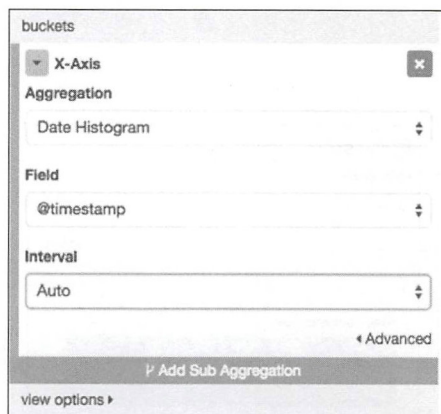 buckets
X-Axis
Aggregation
Date Histogram
Field
@timestamp
Interval
Auto
Advanced
Add Sub Aggregation
view options